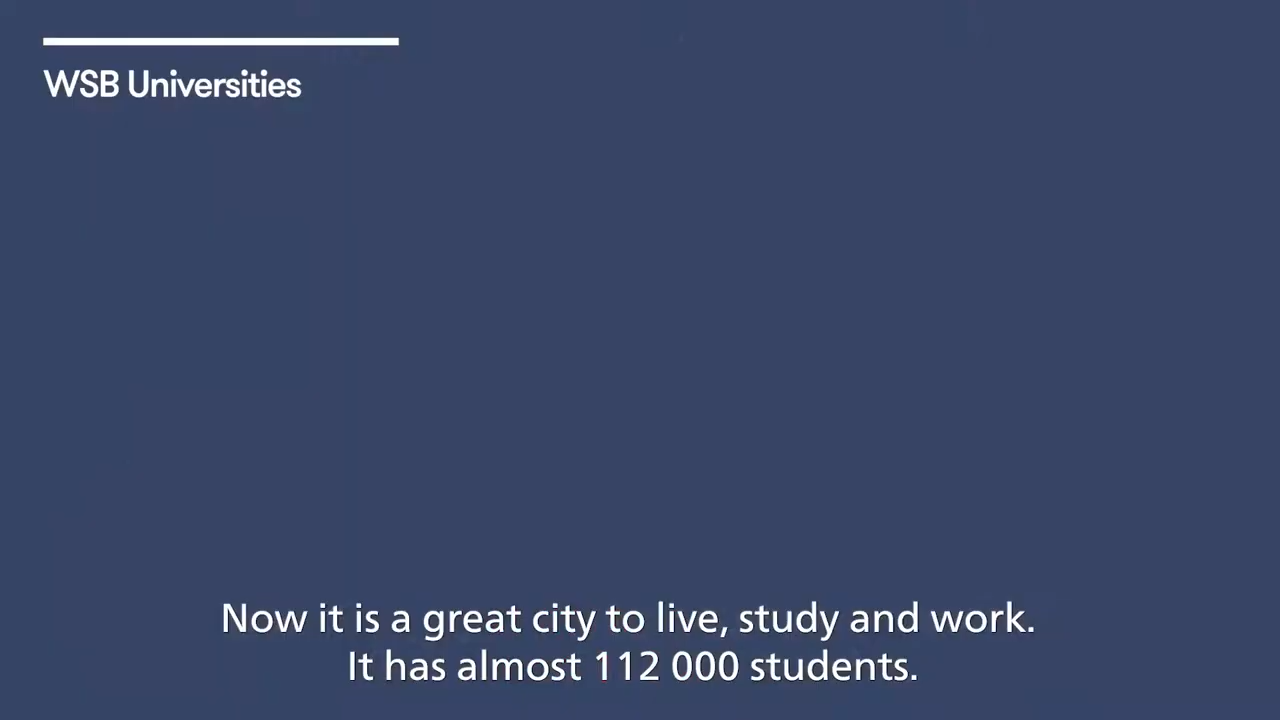 WSB Universities
Now it is a great city to live, study and work.
It has almost 112 000 students.